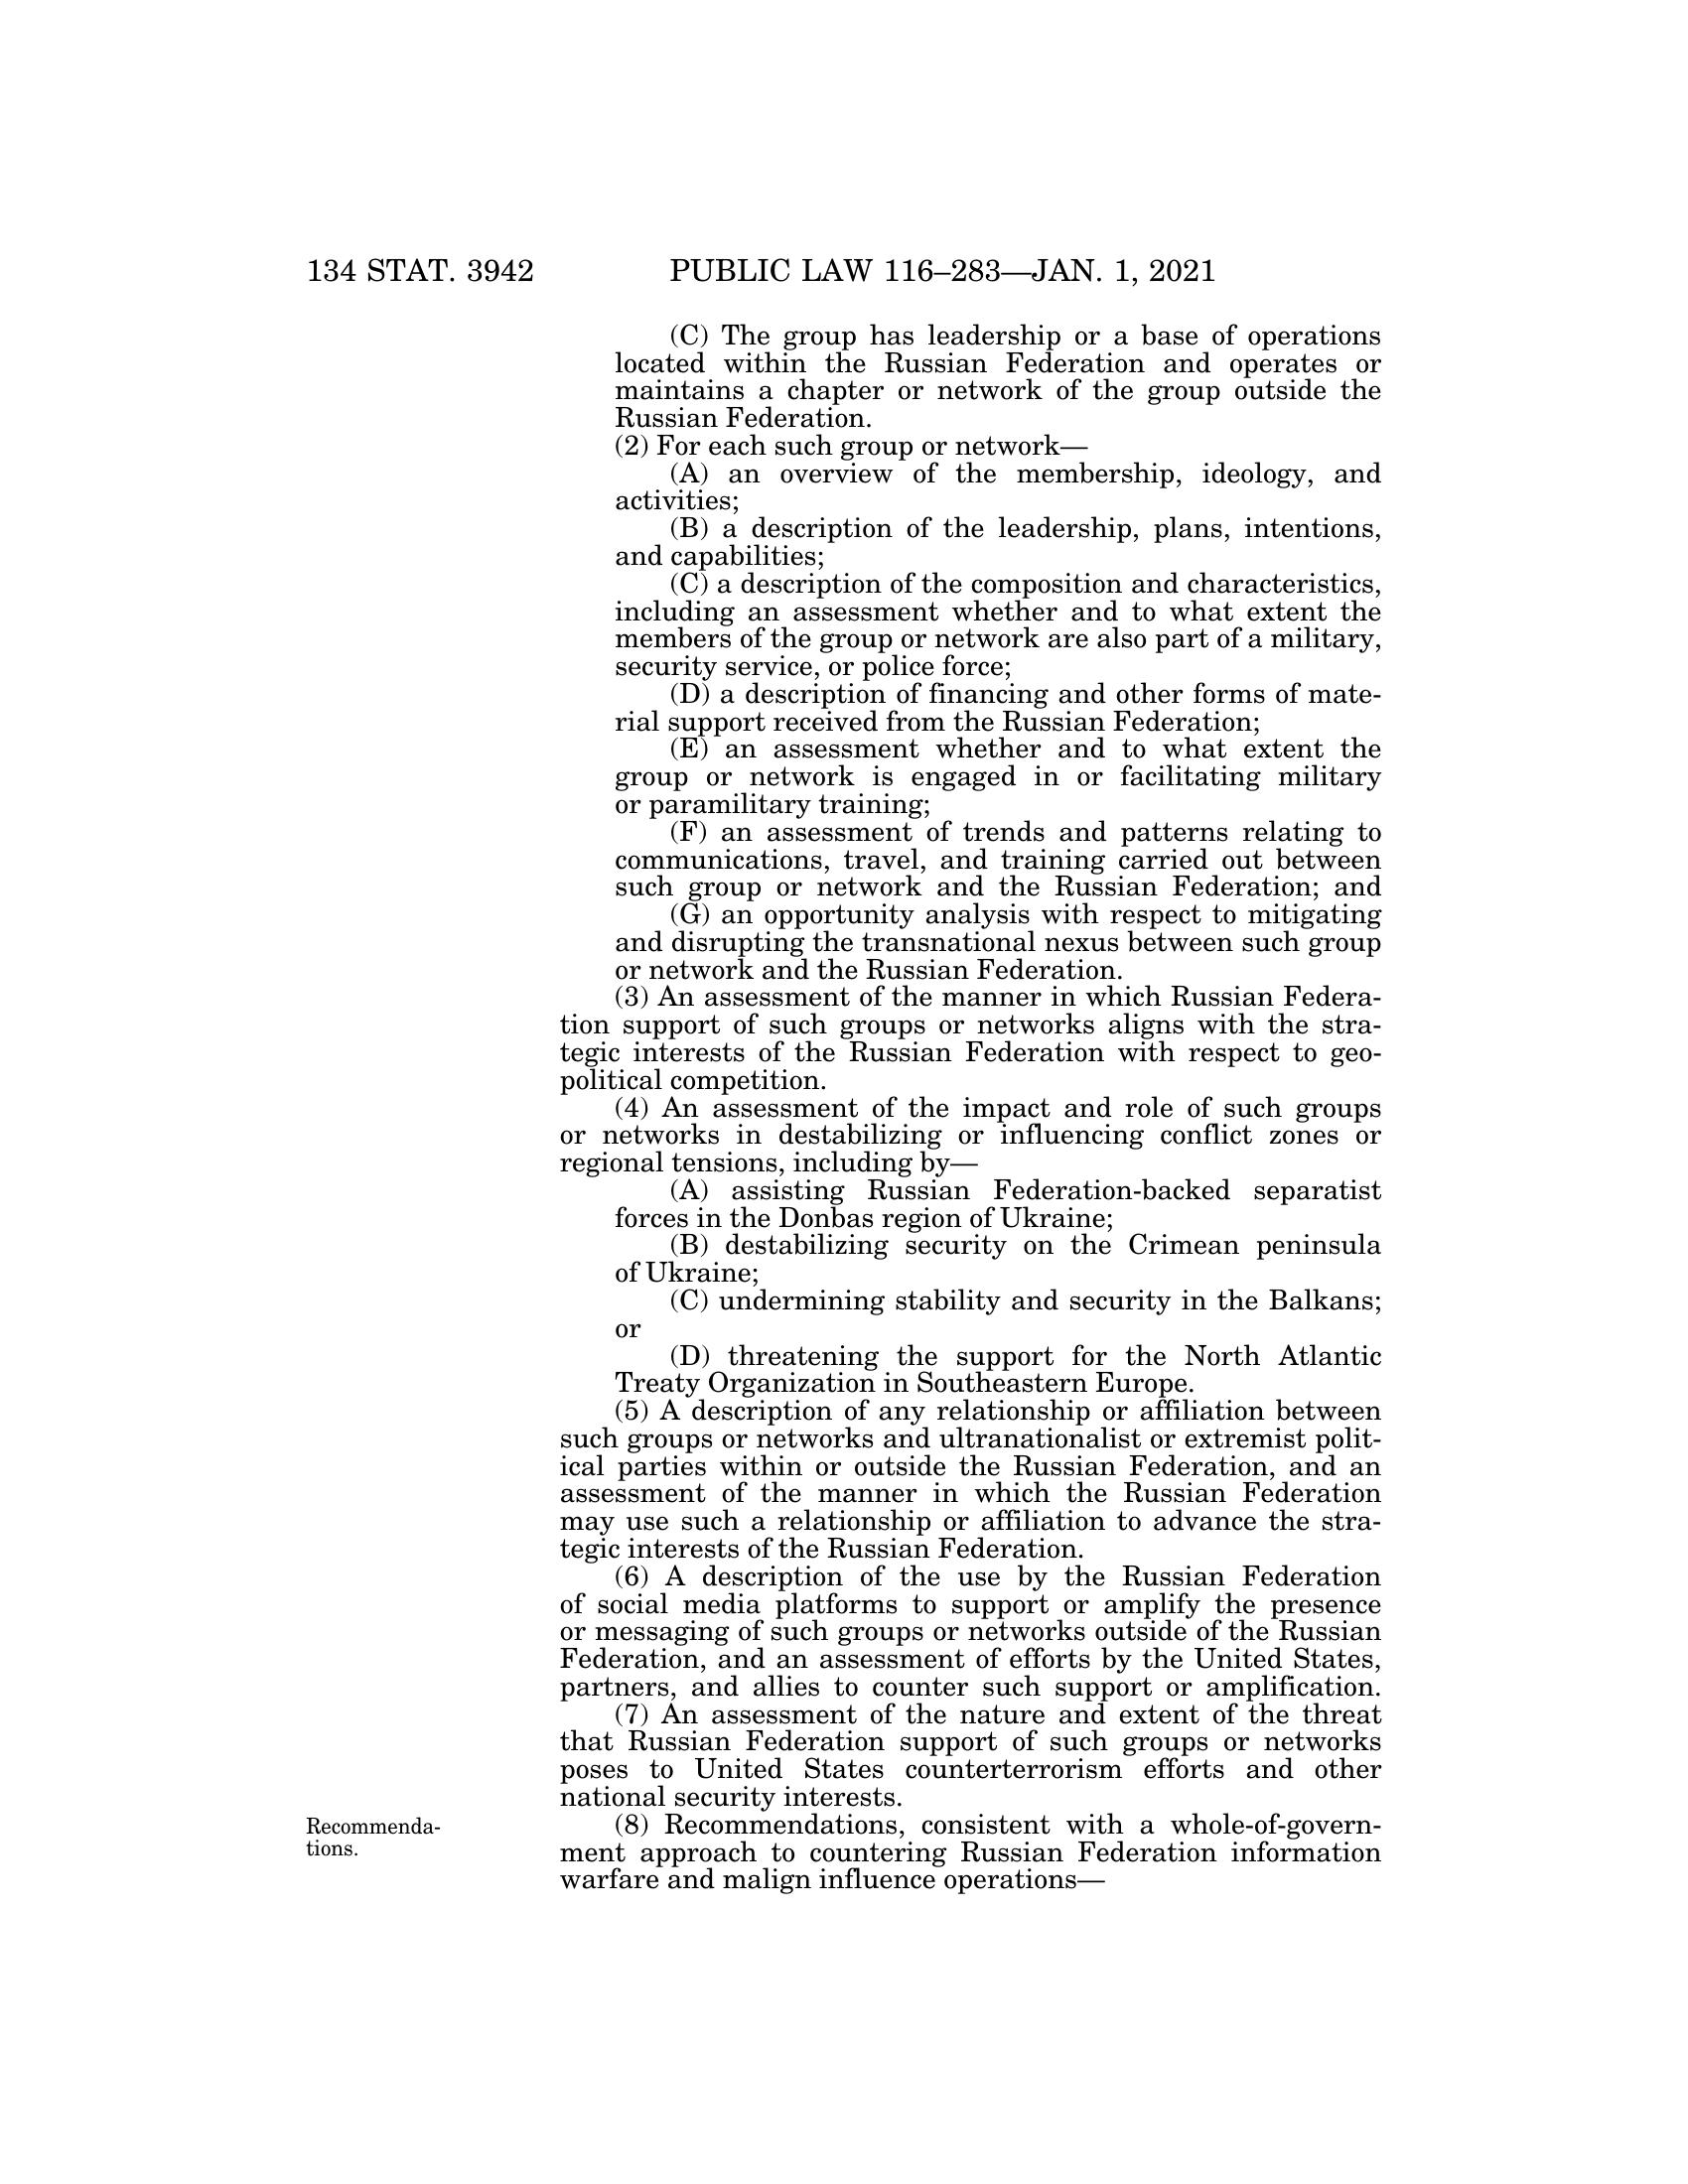 134 STAT. 3942 PUBLIC LAW 116–283—JAN. 1, 2021
(C) The group has leadership or a base of operations
located within the Russian Federation and operates or
maintains a chapter or network of the group outside the
Russian Federation.
(2) For each such group or network—
(A) an overview of the membership, ideology, and
activities;
(B) a description of the leadership, plans, intentions,
and capabilities;
(C) a description of the composition and characteristics,
including an assessment whether and to what extent the
members of the group or network are also part of a military,
security service, or police force;
(D) a description of financing and other forms of mate-
rial support received from the Russian Federation;
(E) an assessment whether and to what extent the
group or network is engaged in or facilitating military
or paramilitary training;
(F) an assessment of trends and patterns relating to
communications, travel, and training carried out between
such group or network and the Russian Federation; and
(G) an opportunity analysis with respect to mitigating
and disrupting the transnational nexus between such group
or network and the Russian Federation.
(3) An assessment of the manner in which Russian Federa-
tion support of such groups or networks aligns with the stra-
tegic interests of the Russian Federation with respect to geo-
political competition.
(4) An assessment of the impact and role of such groups
or networks in destabilizing or influencing conflict zones or
regional tensions, including by—
(A) assisting Russian Federation-backed separatist
forces in the Donbas region of Ukraine;
(B) destabilizing security on the Crimean peninsula
of Ukraine;
(C) undermining stability and security in the Balkans;
or
(D) threatening the support for the North Atlantic
Treaty Organization in Southeastern Europe.
(5) A description of any relationship or affiliation between
such groups or networks and ultranationalist or extremist polit-
ical parties within or outside the Russian Federation, and an
assessment of the manner in which the Russian Federation
may use such a relationship or affiliation to advance the stra-
tegic interests of the Russian Federation.
(6) A description of the use by the Russian Federation
of social media platforms to support or amplify the presence
or messaging of such groups or networks outside of the Russian
Federation, and an assessment of efforts by the United States,
partners, and allies to counter such support or amplification.
(7) An assessment of the nature and extent of the threat
that Russian Federation support of such groups or networks
poses to United States counterterrorism efforts and other
national security interests.
Recommenda-
tions.
(8) Recommendations, consistent with a whole-of-govern-
ment approach to countering Russian Federation information
warfare and malign influence operations—